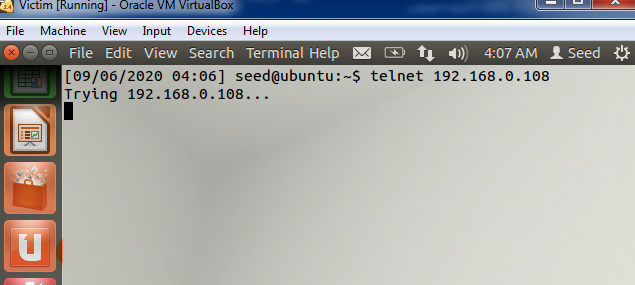 Victim [Running] - Oracle VM VirtualBox
File Machine View Input Devices Help
File Edit View Search Terminal Help 4:07 AM Seed
[09/06/2020 04:06] seed@ubuntu:~$ telnet 192.168.0.108
Trying 192.168.0.108...